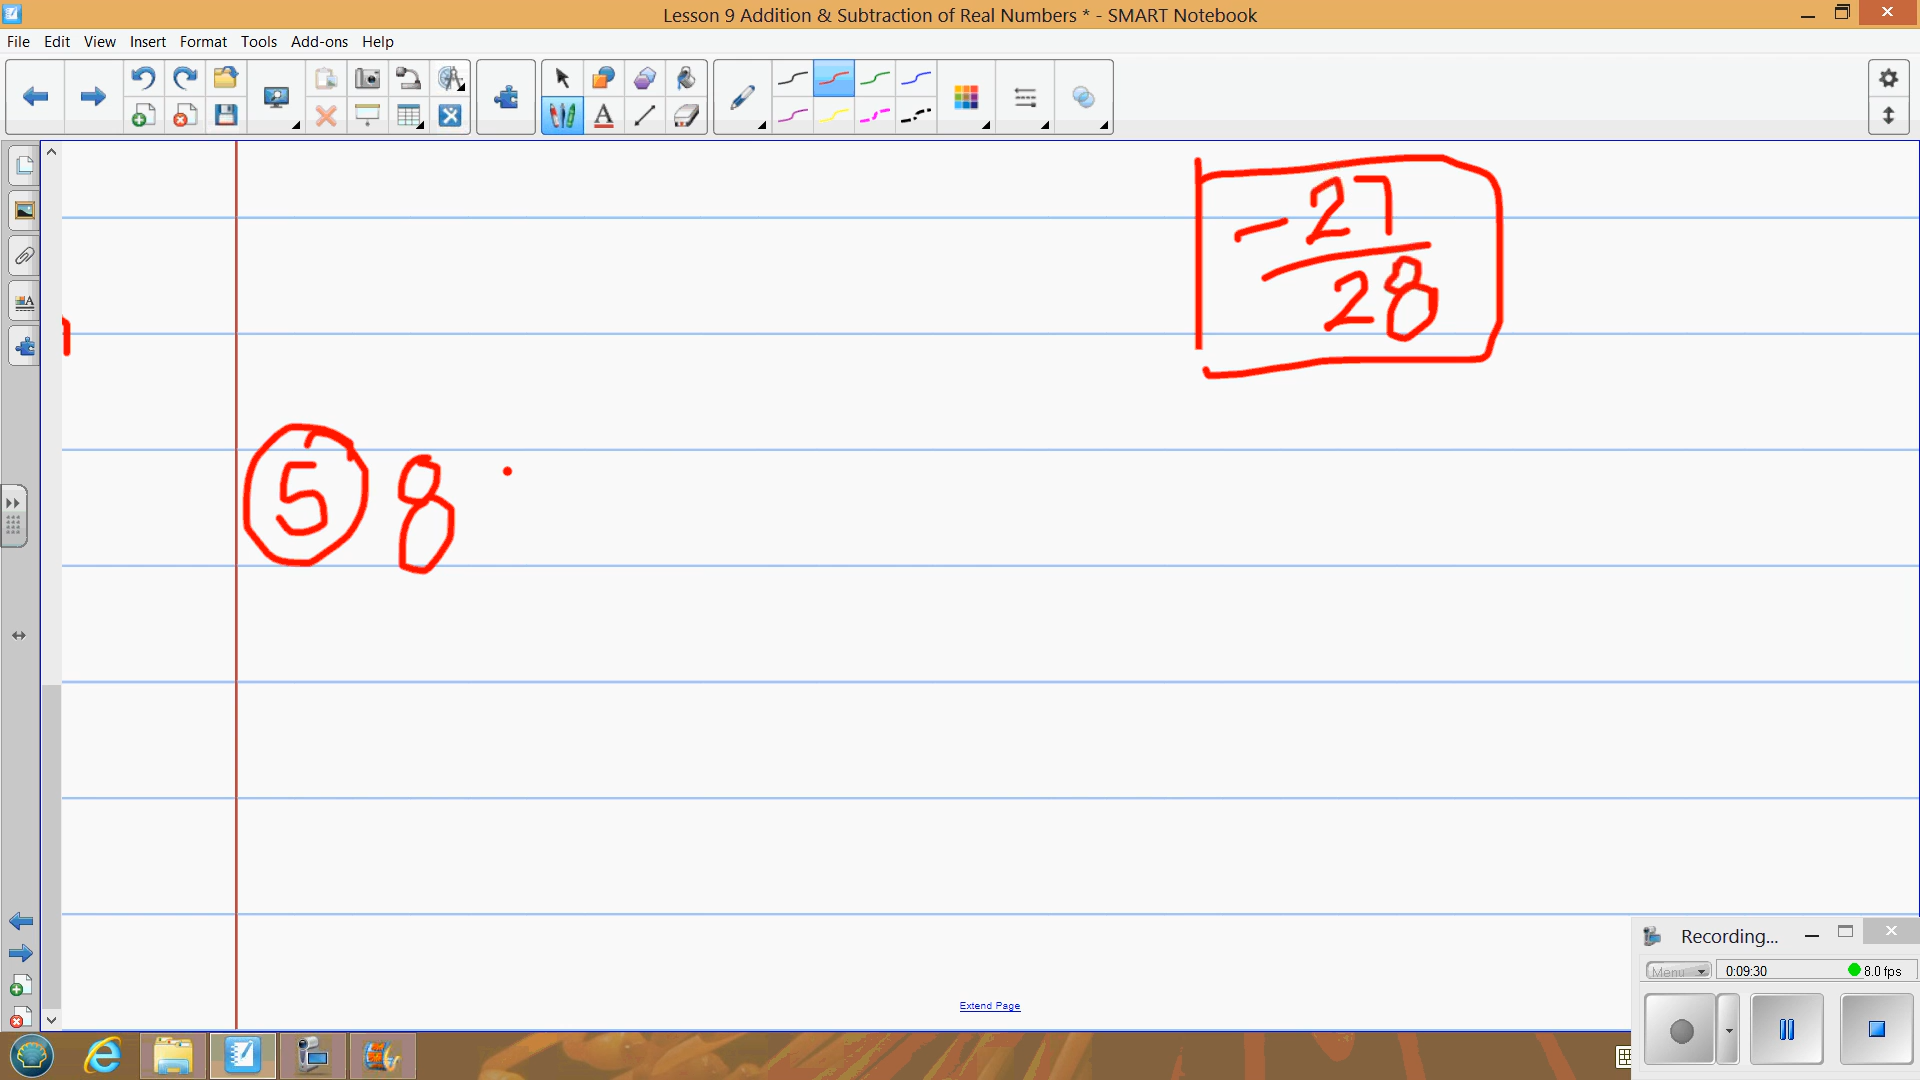 Lesson 9 Addition & Subtraction of Real Numbers * - SMART Notebook
File Edit View Insert Format Tools Add-ons Help
-27
28
5 8
Extend Page
Recording...
Menu 0:09:30 8.0 fps